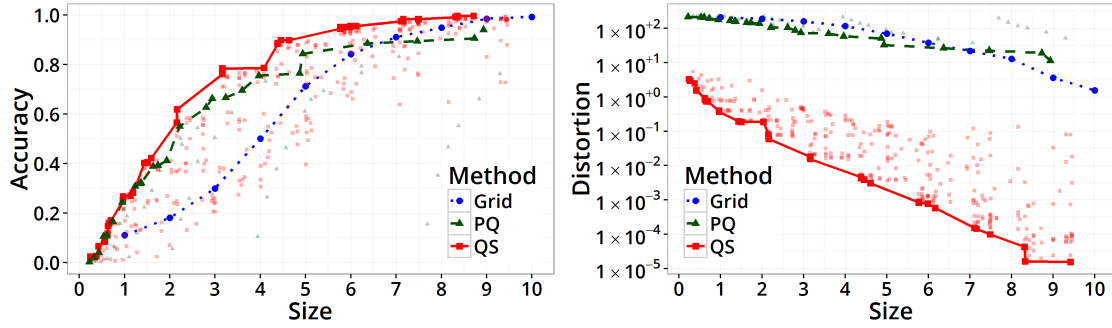 Accuracy
1.0
0.8
0.6
0.4
0.2
0.0
0 1 2 3 4 5 6 7 8 9 10
Size
Method
Grid
PQ
QS
Distortion
1 × 10+2
1 × 10+1
1 × 10+0
1 × 10−1
1 × 10−2
1 × 10−3
1 × 10−4
1 × 10−5
0 1 2 3 4 5 6 7 8 9 10
Size
Method
Grid
PQ
QS